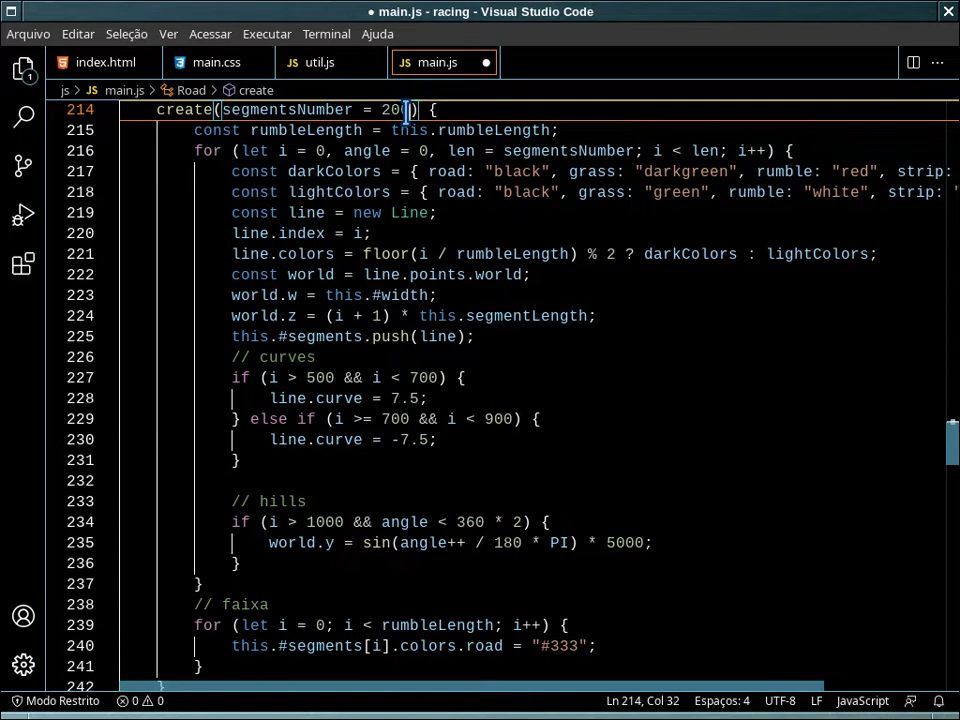 ● main.js - racing - Visual Studio Code
Arquivo Editar Seleção Ver Acessar Executar Terminal Ajuda
index.html main.css JS util.js JS main.js ●
js > JS main.js > Road > create
214 create(segmentsNumber = 200) {
215 const rumbleLength = this.rumbleLength;
216 for (let i = 0, angle = 0, len = segmentsNumber; i < len; i++) {
217 const darkColors = { road: "black", grass: "darkgreen", rumble: "red", strip:
218 const lightColors = { road: "black", grass: "green", rumble: "white", strip: "
219 const line = new Line;
220 line.index = i;
221 line.colors = floor(i / rumbleLength) % 2 ? darkColors : lightColors;
222 const world = line.points.world;
223 world.w = this.#width;
224 world.z = (i + 1) * this.segmentLength;
225 this.#segments.push(line);
226 // curves
227 if (i > 500 && i < 700) {
228 line.curve = 7.5;
229 } else if (i >= 700 && i < 900) {
230 line.curve = -7.5;
231 }
232
233 // hills
234 if (i > 1000 && angle < 360 * 2) {
235 world.y = sin(angle++ / 180 * PI) * 5000;
236 }
237 }
238 // faixa
239 for (let i = 0; i < rumbleLength; i++) {
240 this.#segments[i].colors.road = "#333";
241 }
242 }
Modo Restrito 0 0 Ln 214, Col 32 Espaços: 4 UTF-8 LF JavaScript